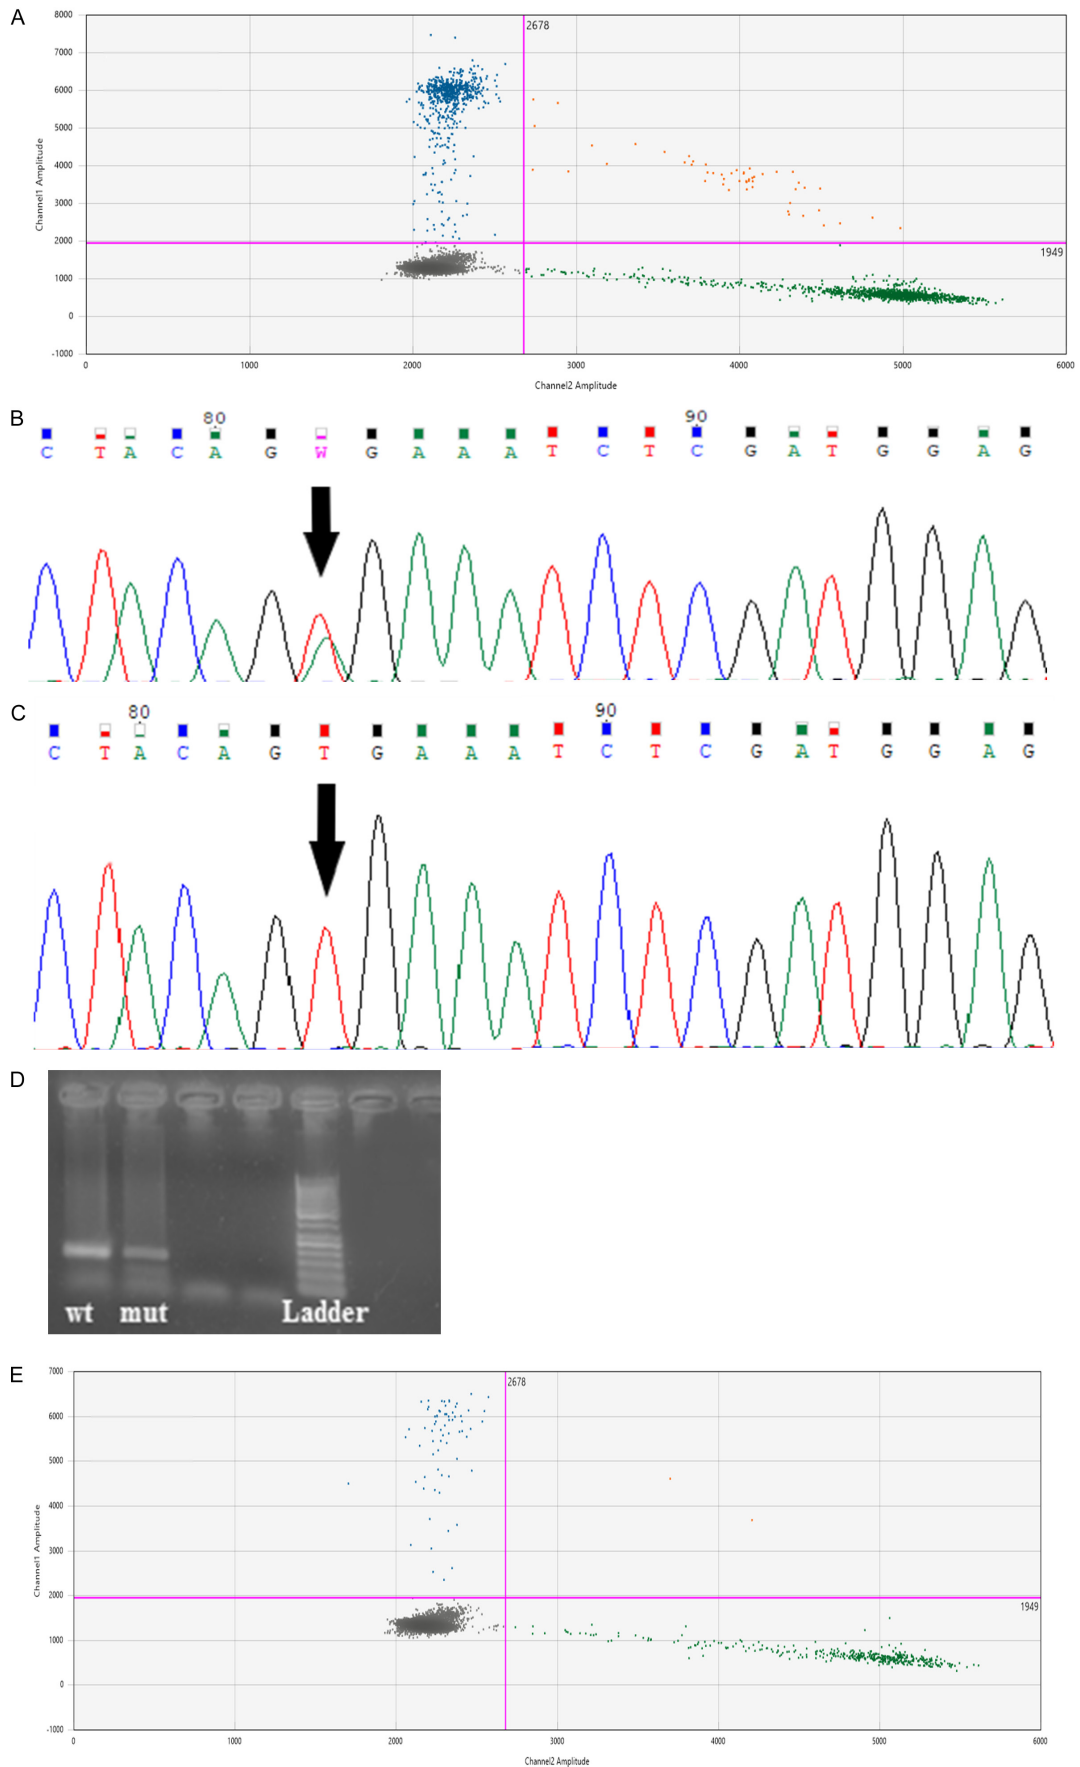 A
8000
2678
7000
6000
5000
4000
3000
2000
1949
1000
0
-1000
Channel1 Amplitude
0 1000 2000 3000 4000 5000 6000
Channel2 Amplitude
B
80 90
C T A C A G W G A A A T C T C G A T G G A G
C
80 90
C T A C A G T G A A A T C T C G A T G G A G
D
wt mut Ladder
E
7000
2678
6000
5000
4000
3000
2000
1949
1000
0
-1000
Channel1 Amplitude
0 1000 2000 3000 4000 5000 6000
Channel2 Amplitude